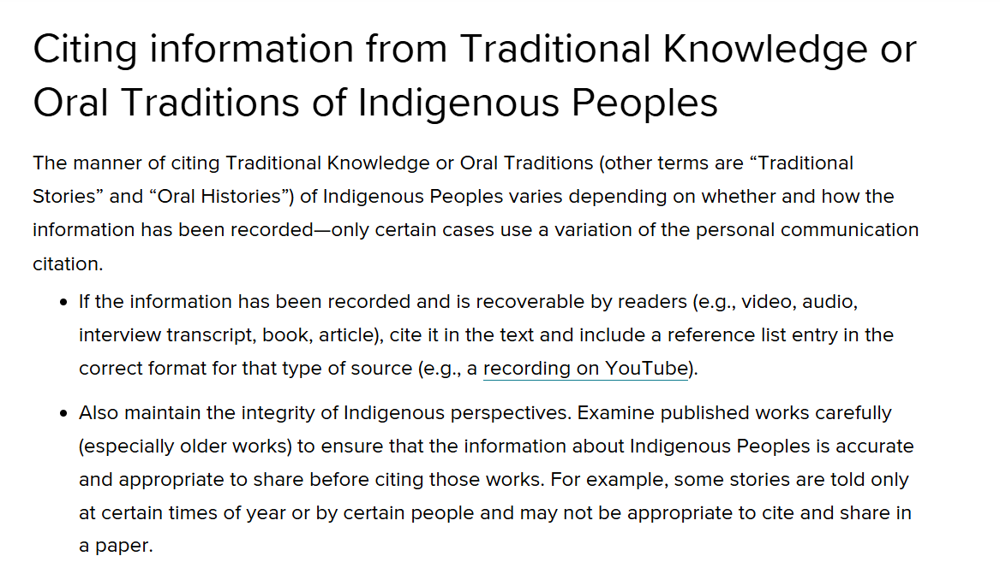 Citing information from Traditional Knowledge or
Oral Traditions of Indigenous Peoples
The manner of citing Traditional Knowledge or Oral Traditions (other terms are “Traditional
Stories” and “Oral Histories”) of Indigenous Peoples varies depending on whether and how the
information has been recorded—only certain cases use a variation of the personal communication
citation.
• If the information has been recorded and is recoverable by readers (e.g., video, audio,
interview transcript, book, article), cite it in the text and include a reference list entry in the
correct format for that type of source (e.g., a recording on YouTube).
• Also maintain the integrity of Indigenous perspectives. Examine published works carefully
(especially older works) to ensure that the information about Indigenous Peoples is accurate
and appropriate to share before citing those works. For example, some stories are told only
at certain times of year or by certain people and may not be appropriate to cite and share in
a paper.